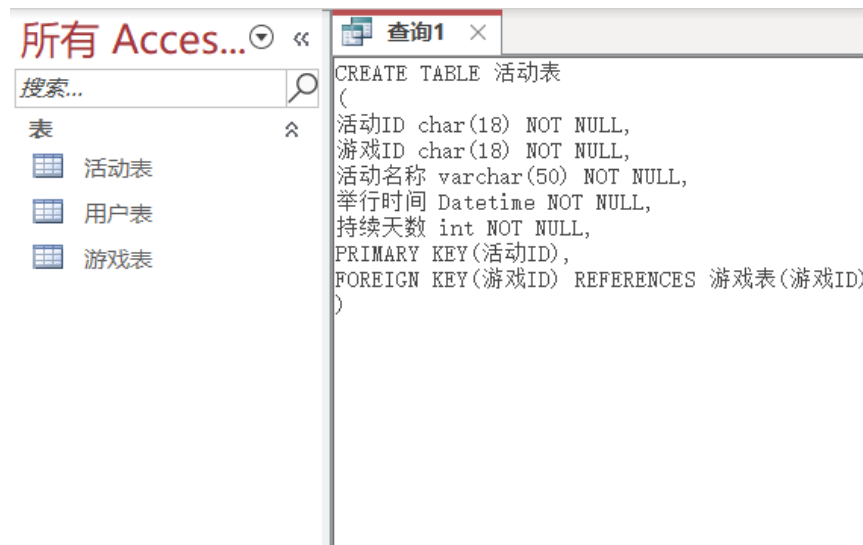 所有 Acces...
搜索...
表
活动表
用户表
游戏表
查询1
CREATE TABLE 活动表
(
活动ID char(18) NOT NULL,
游戏ID char(18) NOT NULL,
活动名称 varchar(50) NOT NULL,
举行时间 Datetime NOT NULL,
持续天数 int NOT NULL,
PRIMARY KEY(活动ID),
FOREIGN KEY(游戏ID) REFERENCES 游戏表(游戏ID)
)